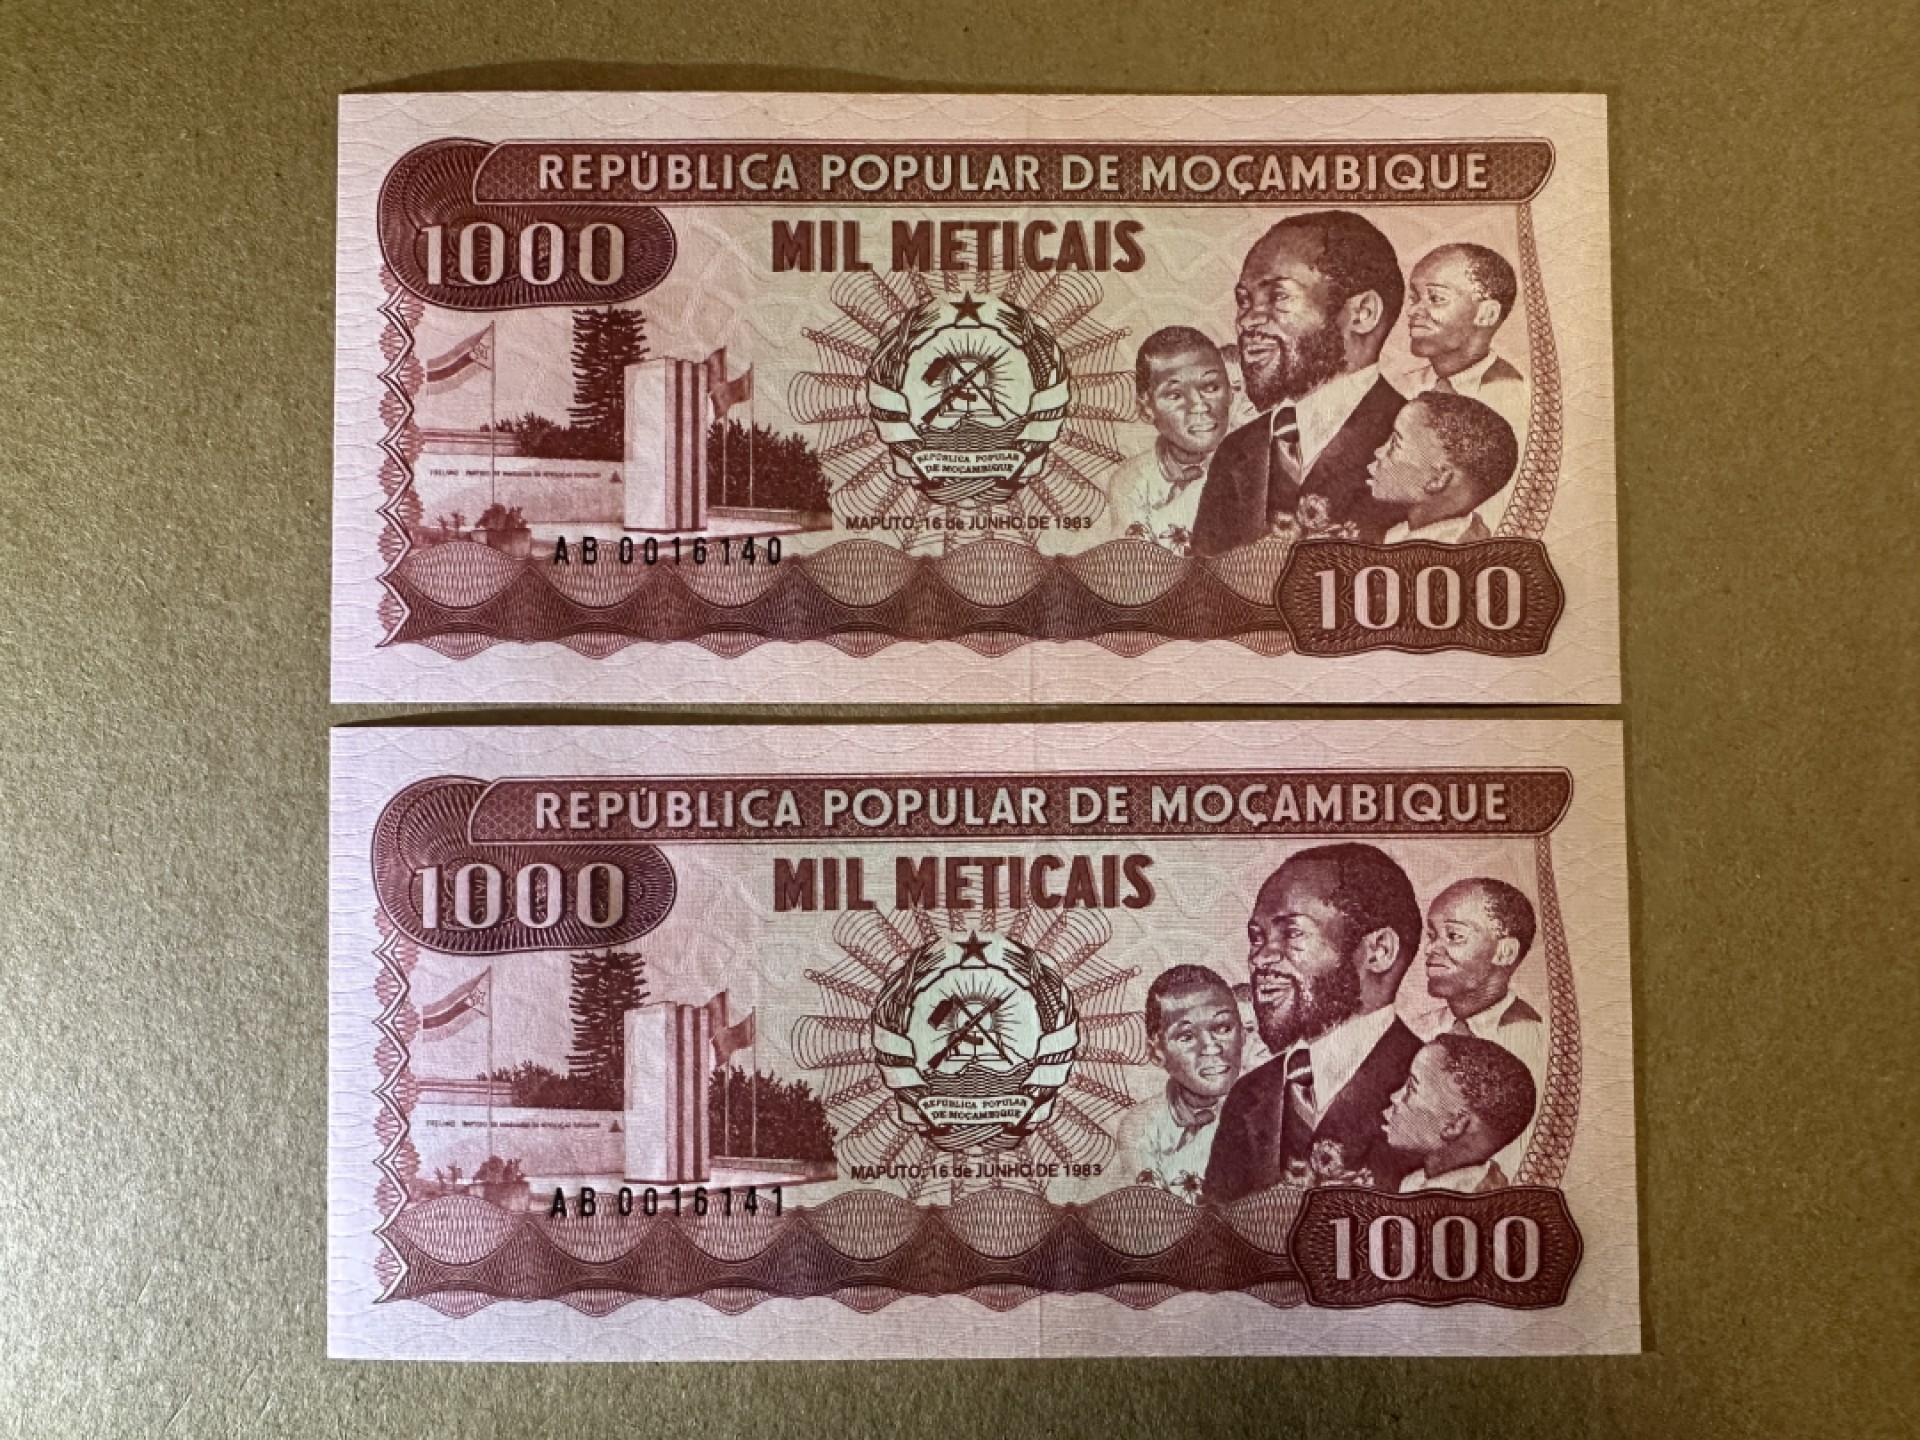 REPÚBLICA POPULAR DE MOÇAMBIQUE
1000
MIL METICAIS
REPÚBLICA POPULAR
DE MOÇAMBIQUE
MAPUTO, 16 de JUNHO DE 1983
AB 0016140
1000
REPÚBLICA POPULAR DE MOÇAMBIQUE
1000
MIL METICAIS
REPÚBLICA POPULAR
DE MOÇAMBIQUE
MAPUTO, 16 de JUNHO DE 1983
AB 0016141
1000